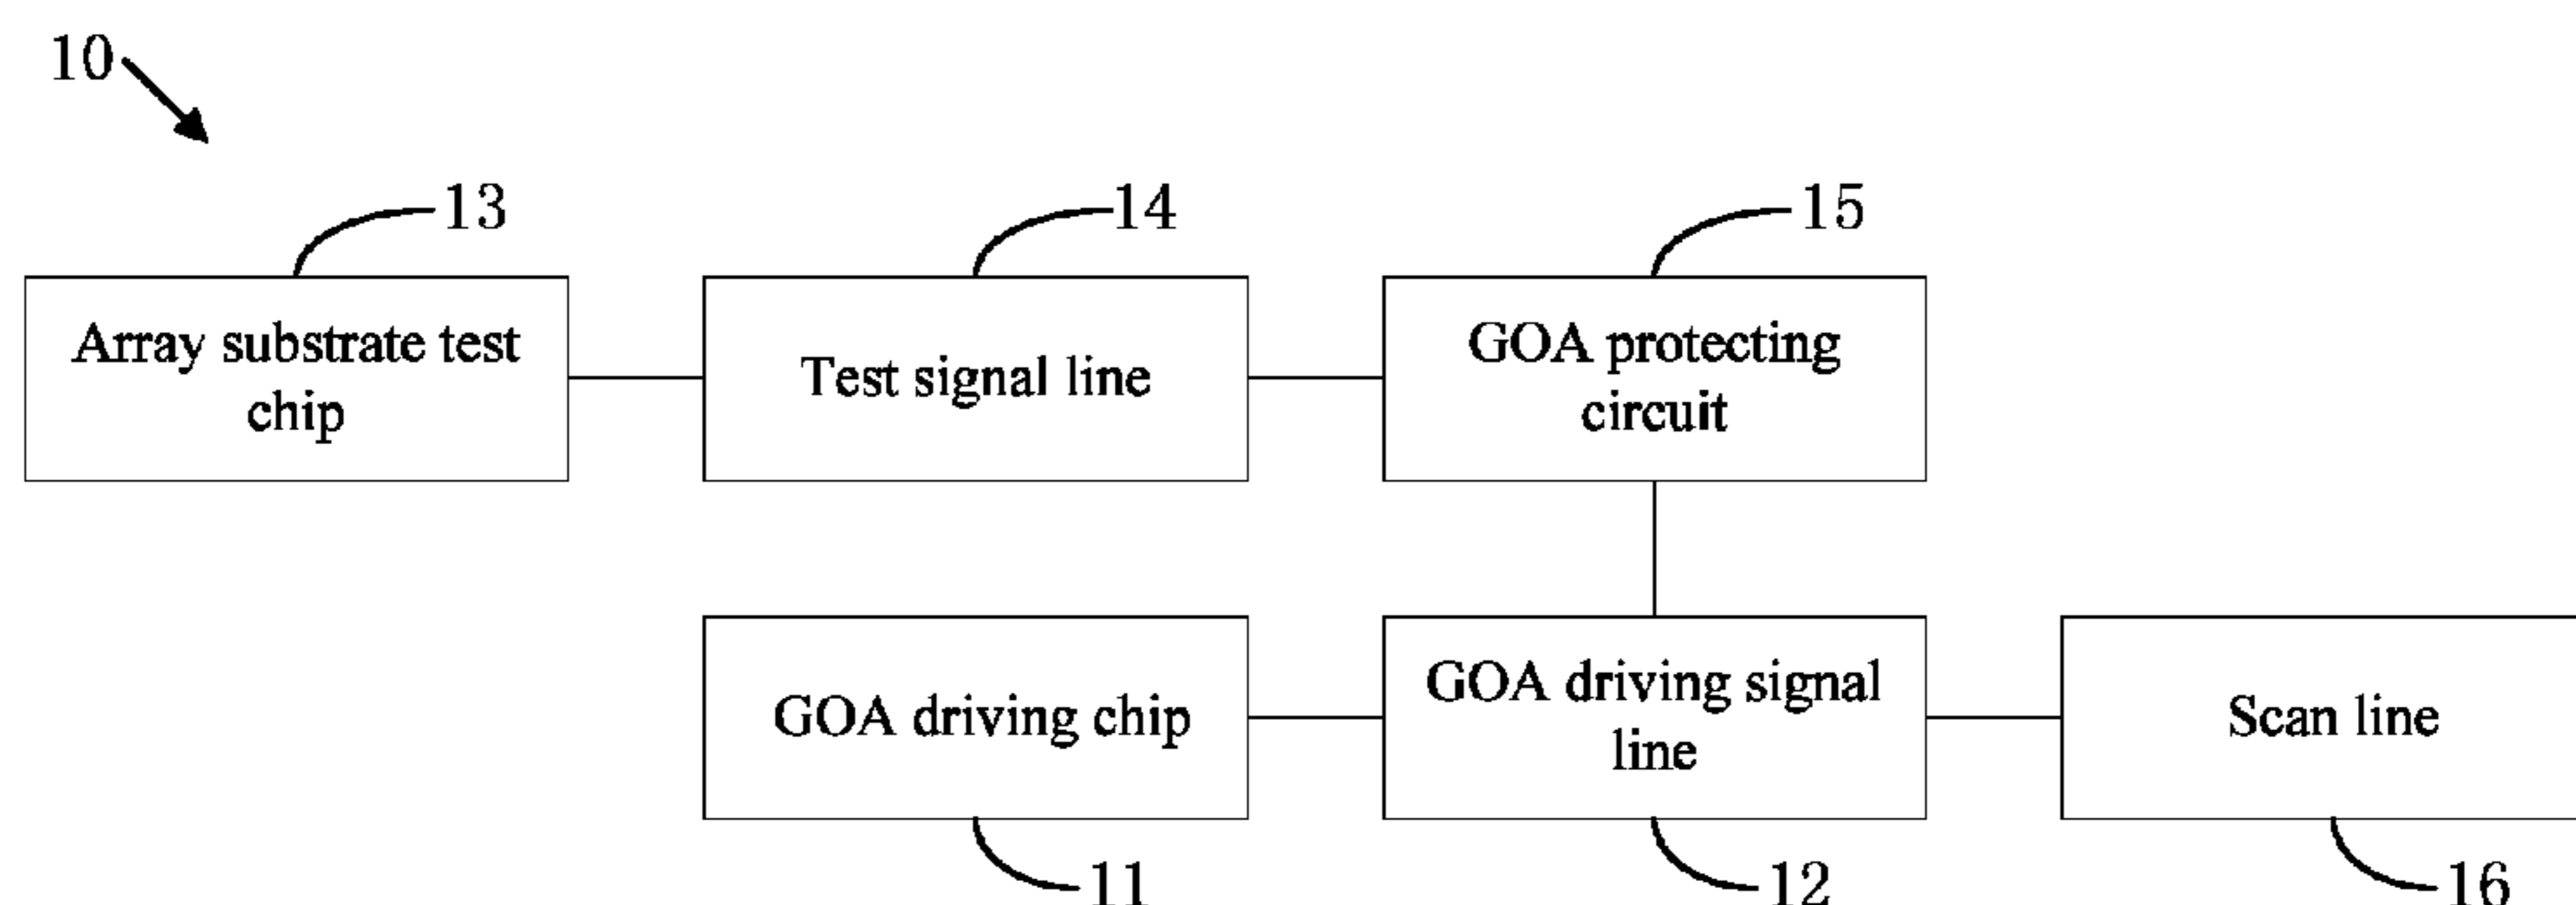 10
13
14
15
Array substrate test
chip
Test signal line
GOA protecting
circuit
GOA driving chip
GOA driving signal
line
Scan line
11
12
16